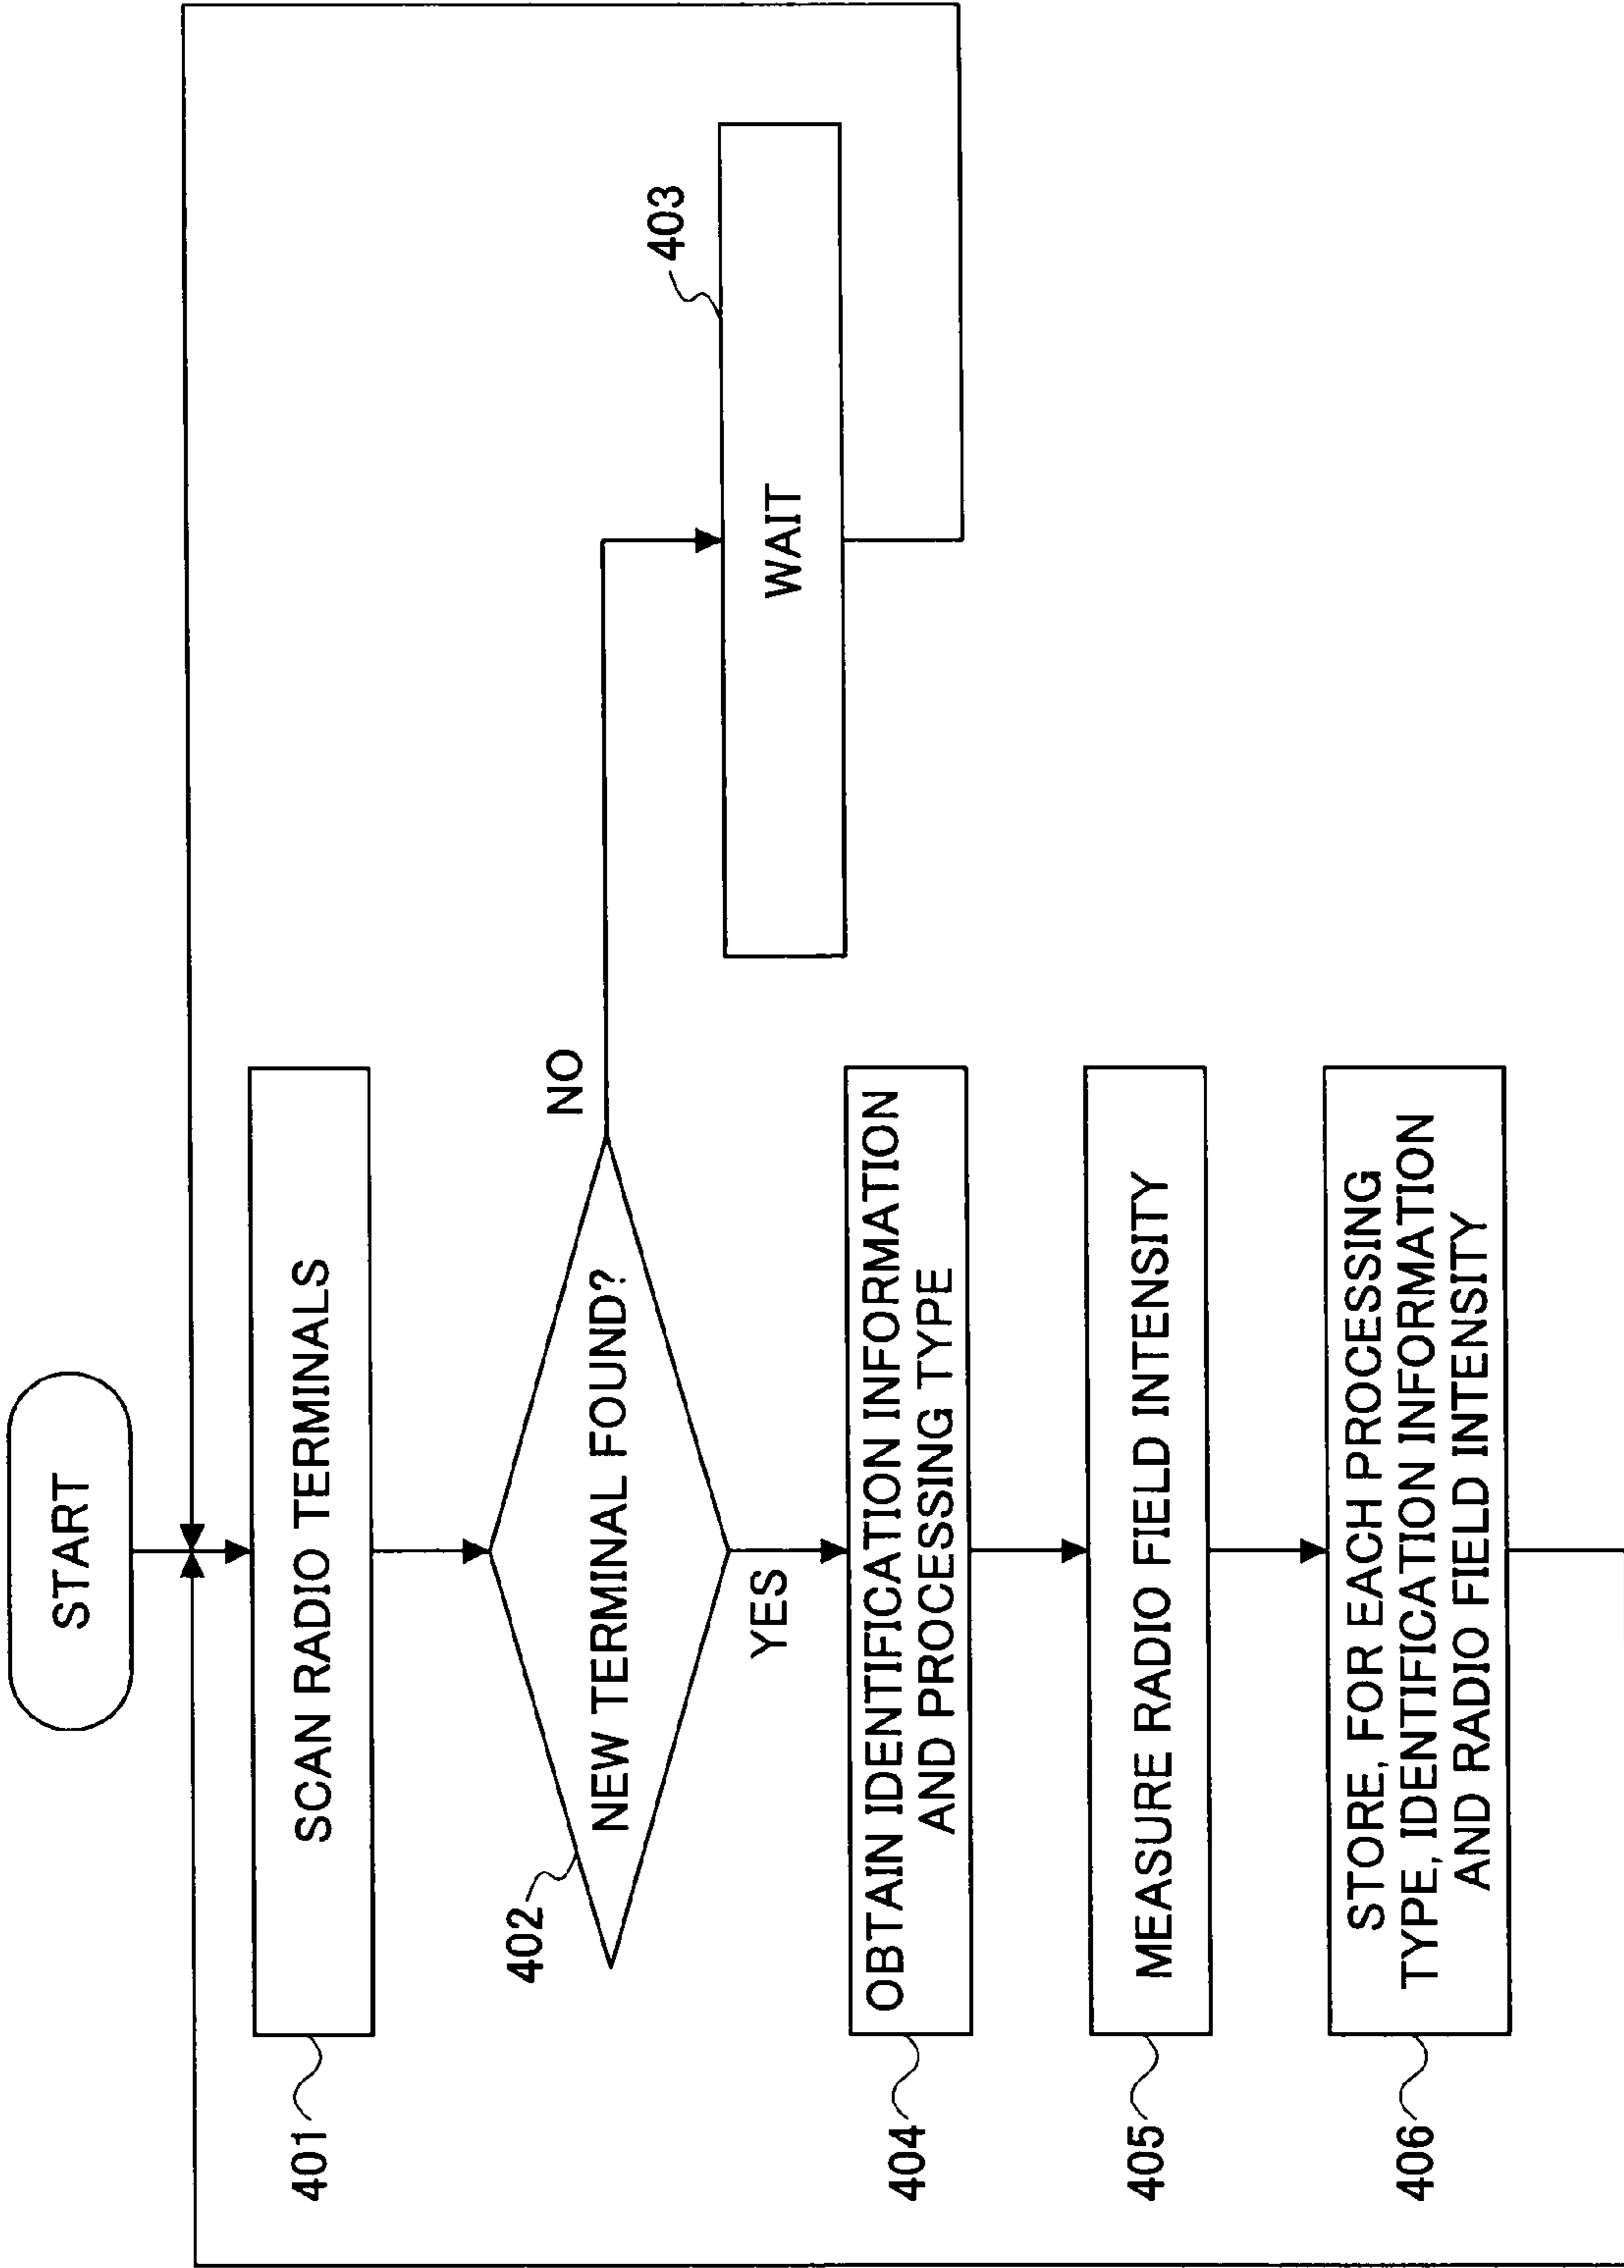 START
401
SCAN RADIO TERMINALS
402
NEW TERMINAL FOUND?
NO
YES
403
WAIT
404
OBTAIN IDENTIFICATION INFORMATION
AND PROCESSING TYPE
405
MEASURE RADIO FIELD INTENSITY
406
STORE, FOR EACH PROCESSING
TYPE, IDENTIFICATION INFORMATION
AND RADIO FIELD INTENSITY